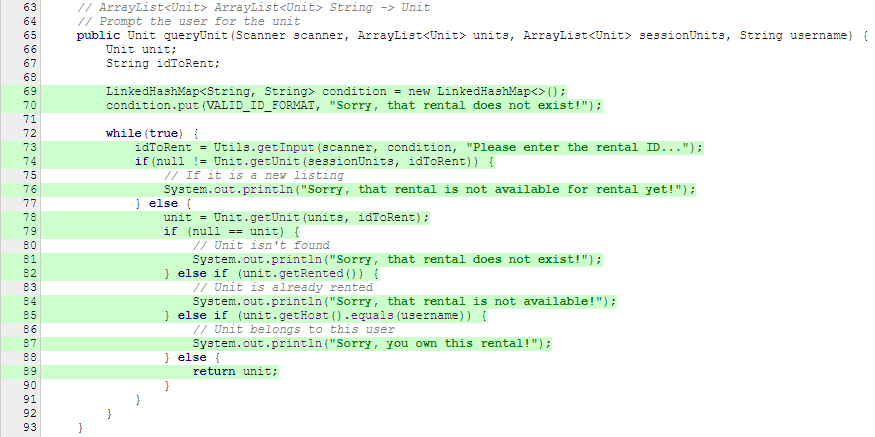 63 // ArrayList<Unit> ArrayList<Unit> String -> Unit
64 // Prompt the user for the unit
65 public Unit queryUnit(Scanner scanner, ArrayList<Unit> units, ArrayList<Unit> sessionUnits, String username) {
66 Unit unit;
67 String idToRent;
68
69 LinkedHashMap<String, String> condition = new LinkedHashMap<>();
70 condition.put(VALID_ID_FORMAT, "Sorry, that rental does not exist!");
71
72 while(true) {
73 idToRent = Utils.getInput(scanner, condition, "Please enter the rental ID...");
74 if(null != Unit.getUnit(sessionUnits, idToRent)) {
75 // If it is a new listing
76 System.out.println("Sorry, that rental is not available for rental yet!");
77 } else {
78 unit = Unit.getUnit(units, idToRent);
79 if (null == unit) {
80 // Unit isn't found
81 System.out.println("Sorry, that rental does not exist!");
82 } else if (unit.getRented()) {
83 // Unit is already rented
84 System.out.println("Sorry, that rental is not available!");
85 } else if (unit.getHost().equals(username)) {
86 // Unit belongs to this user
87 System.out.println("Sorry, you own this rental!");
88 } else {
89 return unit;
90 }
91 }
92 }
93 }